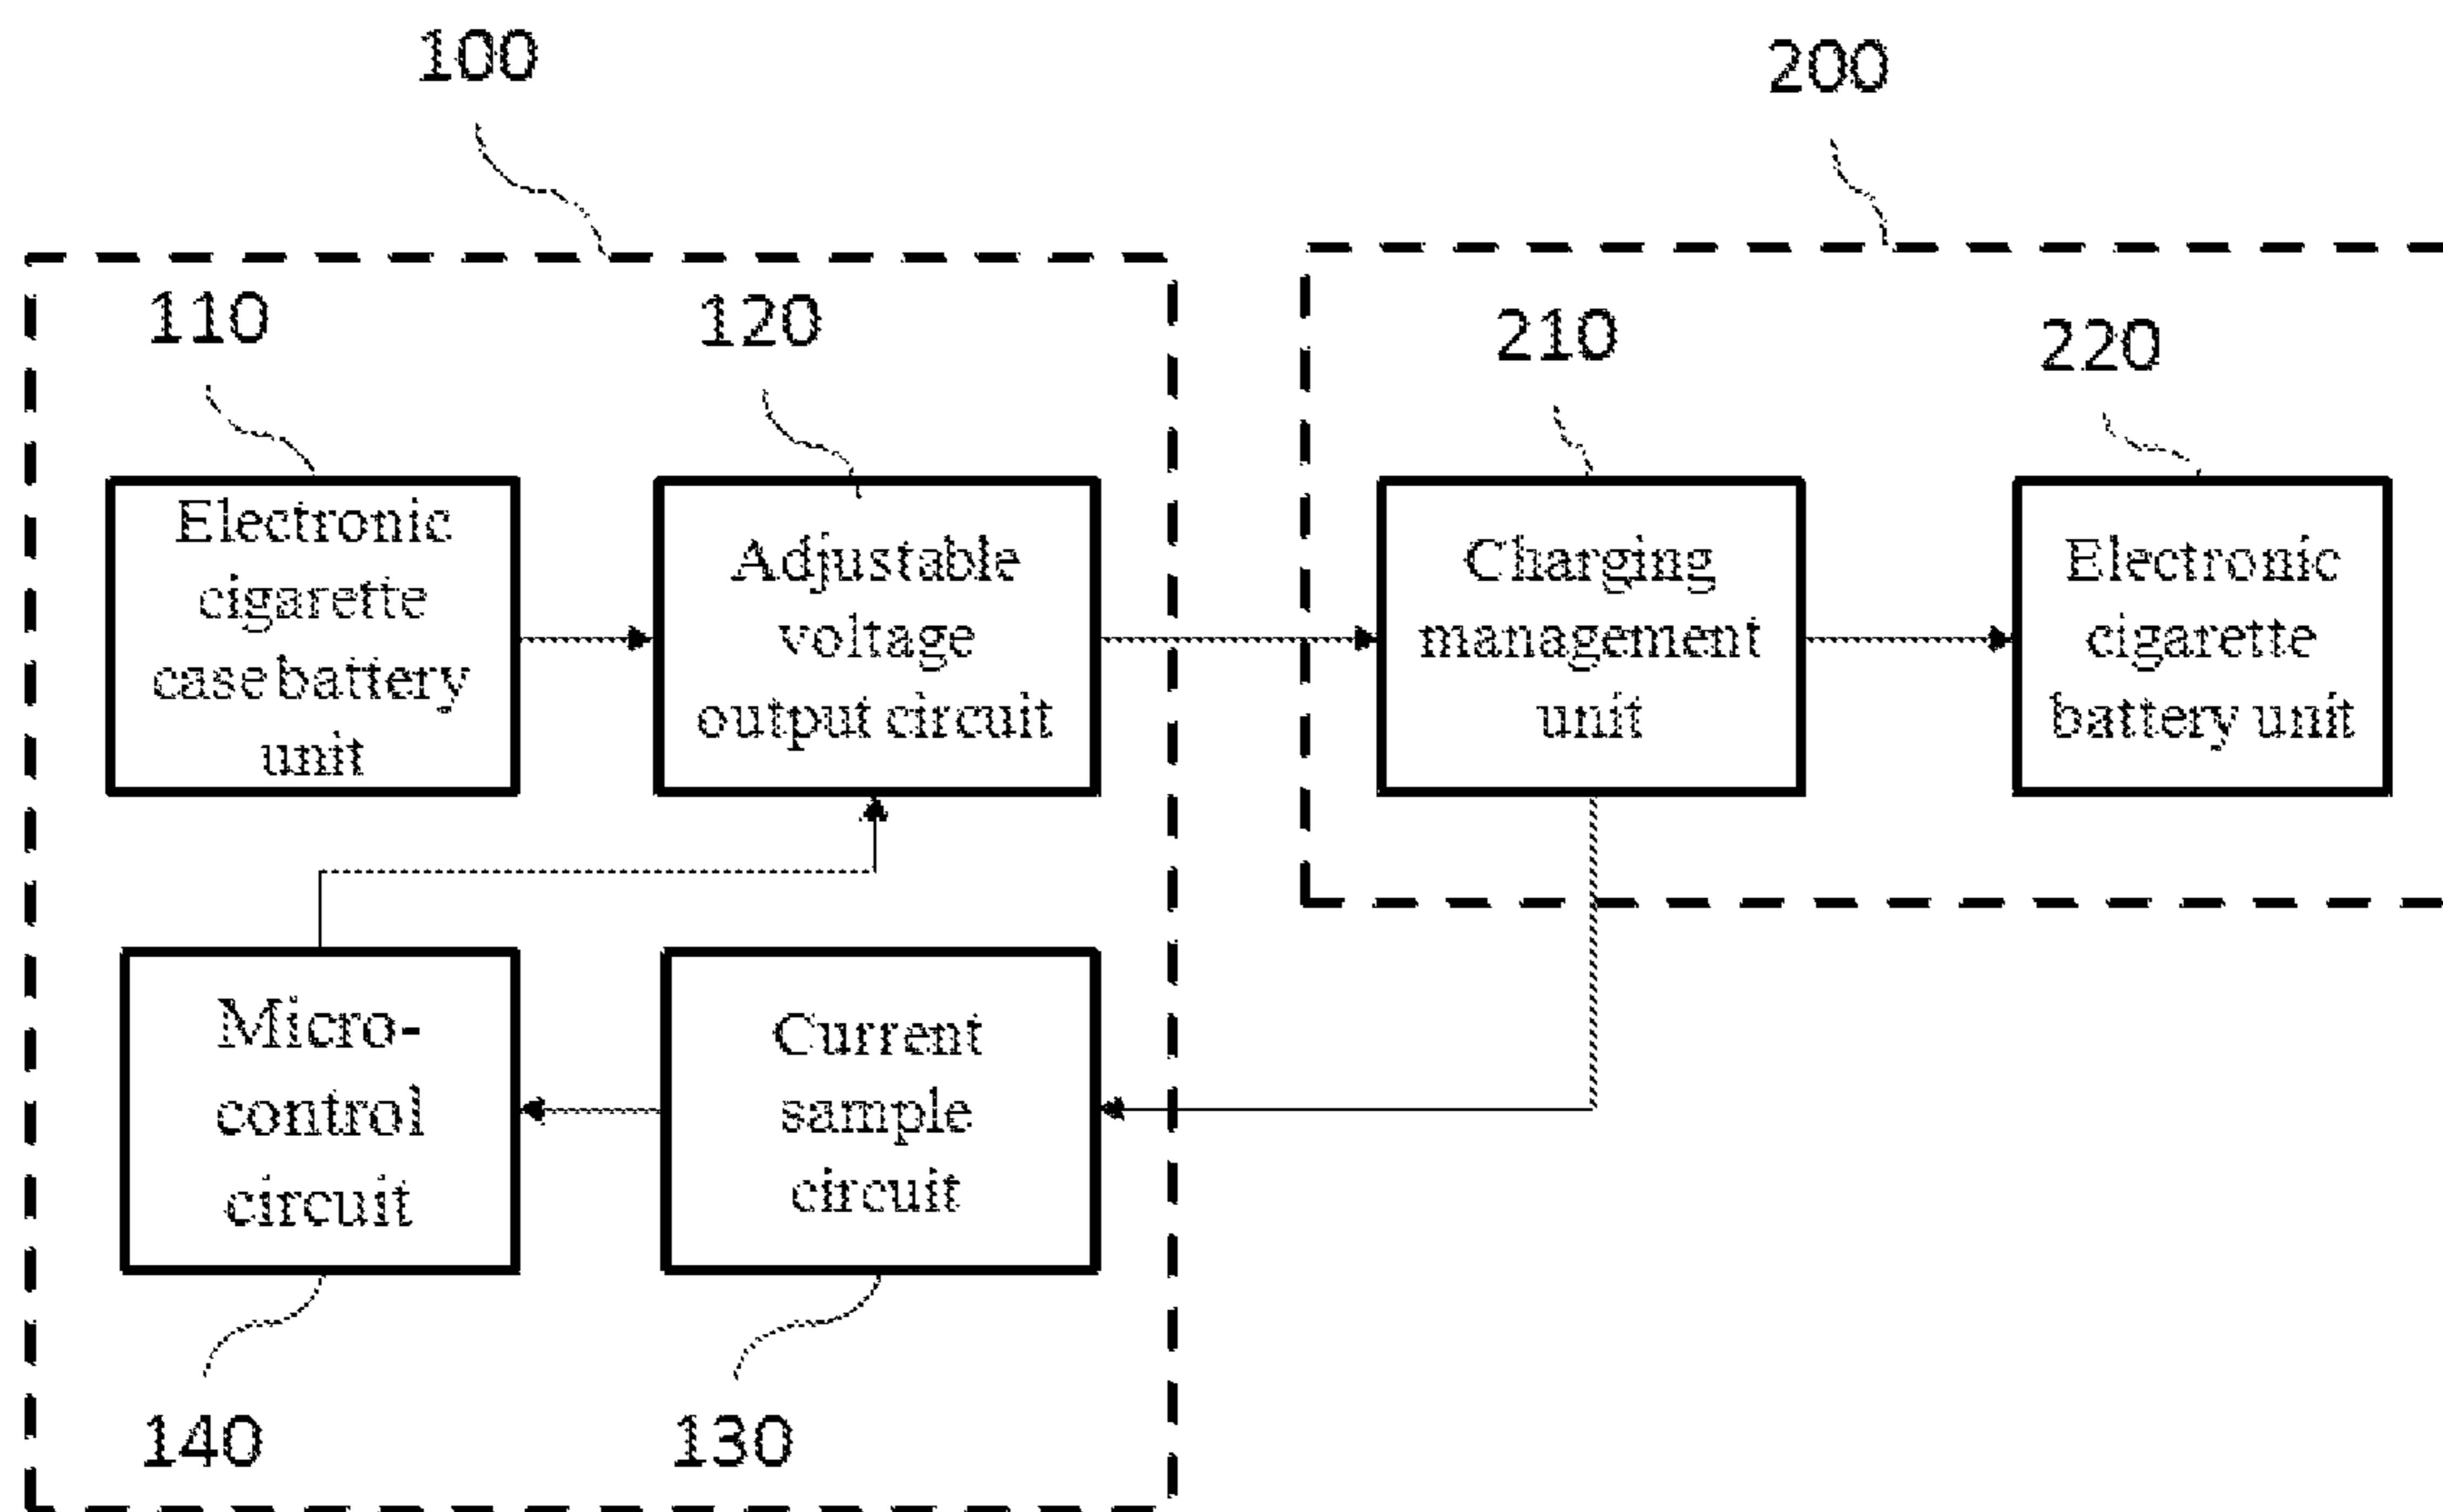 100
200
110
120
210
220
Electronic
cigarette
case battery
unit
Adjustable
voltage
output circuit
Charging
management
unit
Electronic
cigarette
battery unit
Micro-
control
circuit
Current
sample
circuit
140
130